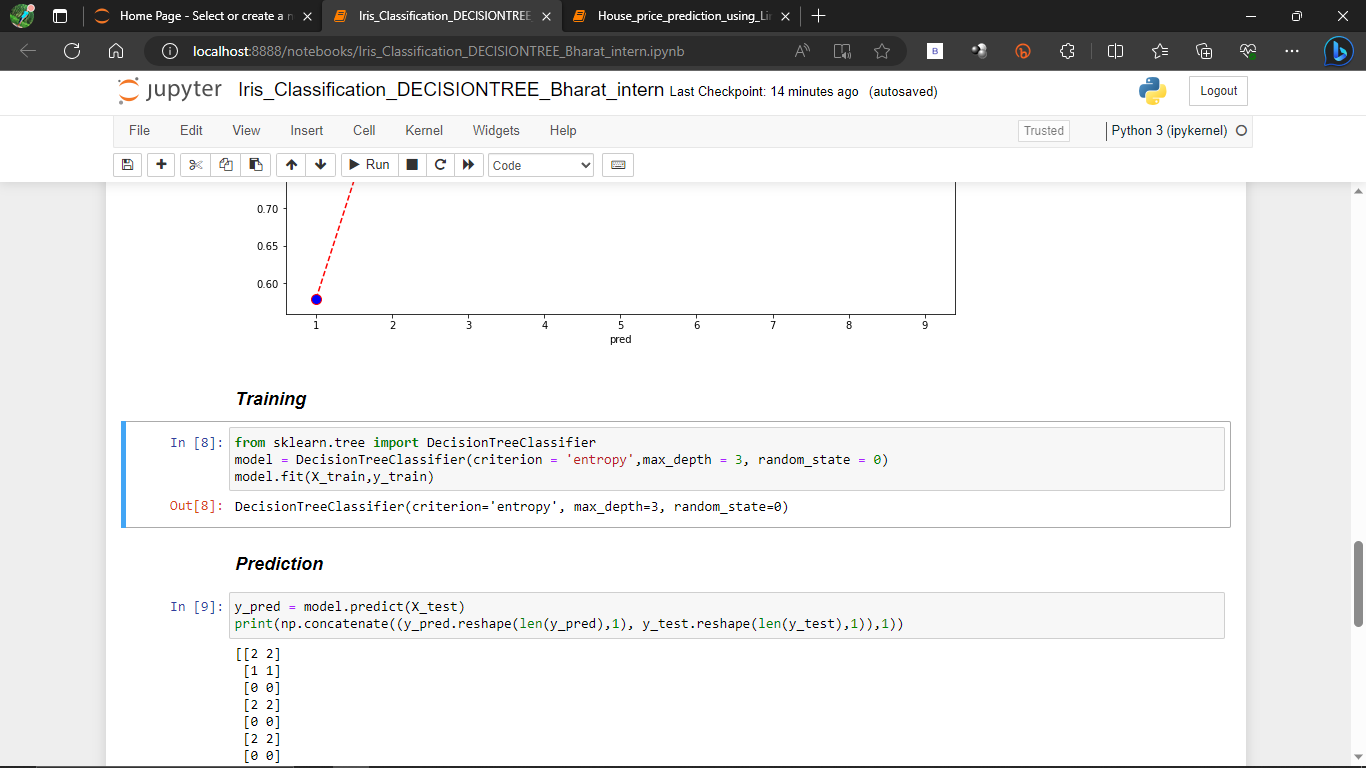 Home Page - Select or create a n
Iris_Classification_DECISIONTREE
House_price_prediction_using_Li
localhost:8888/notebooks/Iris_Classification_DECISIONTREE_Bharat_intern.ipynb
jupyter Iris_Classification_DECISIONTREE_Bharat_intern Last Checkpoint: 14 minutes ago (autosaved)
Logout
File Edit View Insert Cell Kernel Widgets Help
Trusted
Python 3 (ipykernel)
Run
Code
0.70
0.65
0.60
1 2 3 4 5 6 7 8 9
pred
Training
In [8]: from sklearn.tree import DecisionTreeClassifier
model = DecisionTreeClassifier(criterion = 'entropy',max_depth = 3, random_state = 0)
model.fit(X_train,y_train)
Out[8]: DecisionTreeClassifier(criterion='entropy', max_depth=3, random_state=0)
Prediction
In [9]: y_pred = model.predict(X_test)
print(np.concatenate((y_pred.reshape(len(y_pred),1), y_test.reshape(len(y_test),1)),1))
[[2 2]
[1 1]
[0 0]
[2 2]
[0 0]
[2 2]
[0 0]